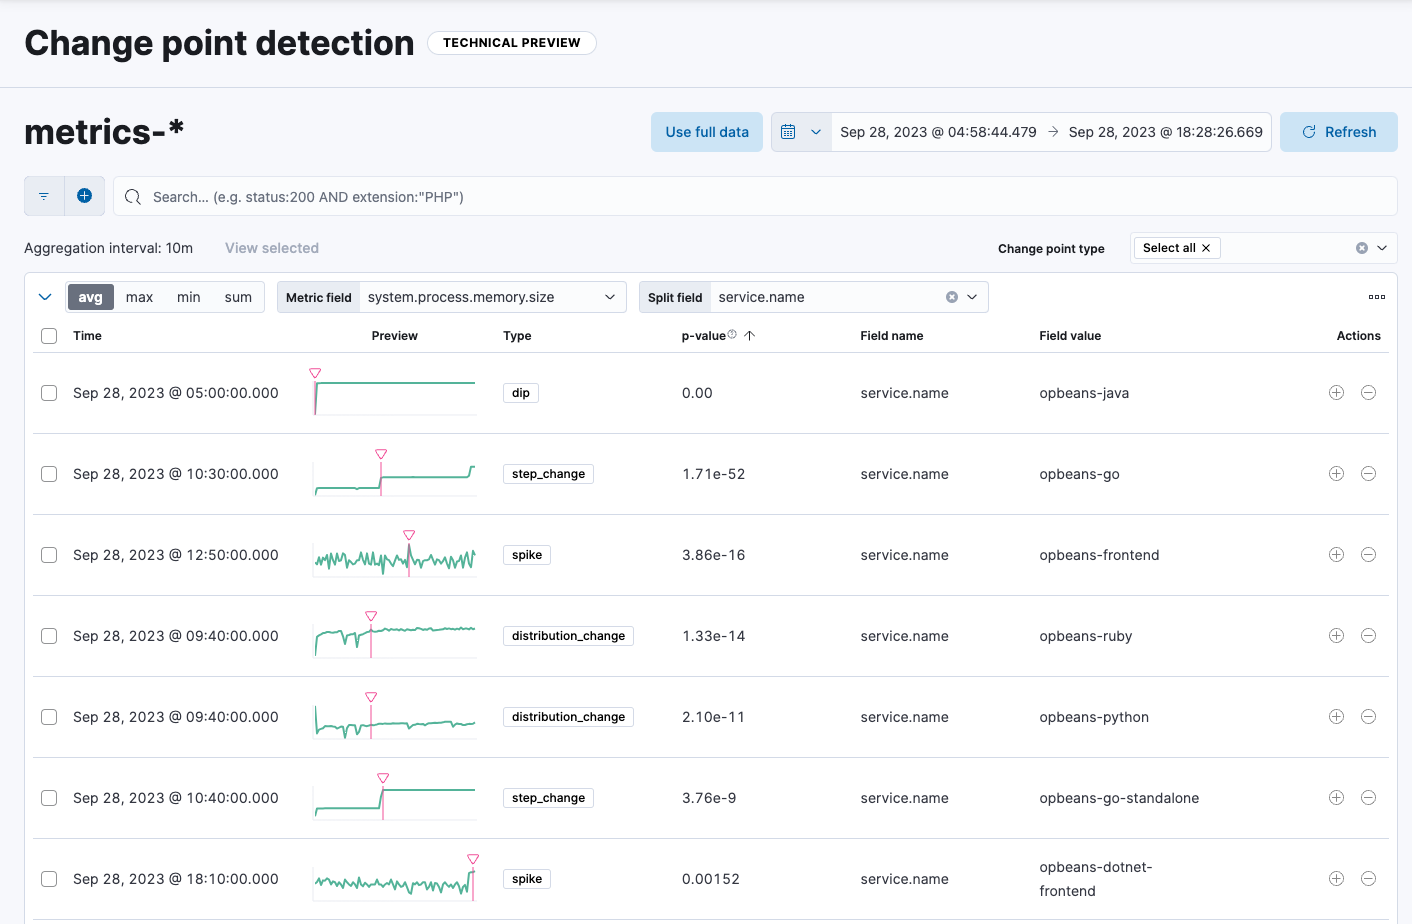 Change point detection TECHNICAL PREVIEW
metrics-* Use full data Sep 28, 2023 @ 04:58:44.479 → Sep 28, 2023 @ 18:28:26.669 Refresh
Search... (e.g. status:200 AND extension:"PHP")
Aggregation interval: 10m View selected Change point type Select all ×
avg max min sum Metric field system.process.memory.size Split field service.name
Time Preview Type p-value ↑ Field name Field value Actions
Sep 28, 2023 @ 05:00:00.000 dip 0.00 service.name opbeans-java
Sep 28, 2023 @ 10:30:00.000 step_change 1.71e-52 service.name opbeans-go
Sep 28, 2023 @ 12:50:00.000 spike 3.86e-16 service.name opbeans-frontend
Sep 28, 2023 @ 09:40:00.000 distribution_change 1.33e-14 service.name opbeans-ruby
Sep 28, 2023 @ 09:40:00.000 distribution_change 2.10e-11 service.name opbeans-python
Sep 28, 2023 @ 10:40:00.000 step_change 3.76e-9 service.name opbeans-go-standalone
Sep 28, 2023 @ 18:10:00.000 spike 0.00152 service.name opbeans-dotnet-
frontend